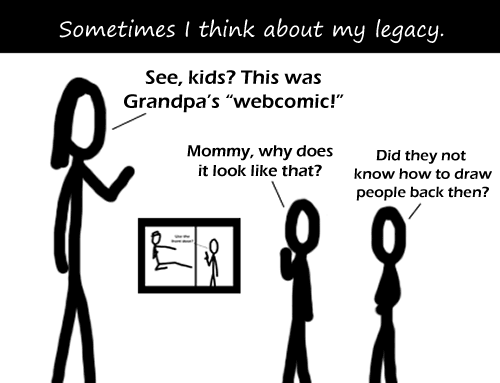 Sometimes I think about my legacy.
See, kids? This was
Grandpa's "webcomic!"
Mommy, why does
it look like that?
Did they not
know how to draw
people back then?